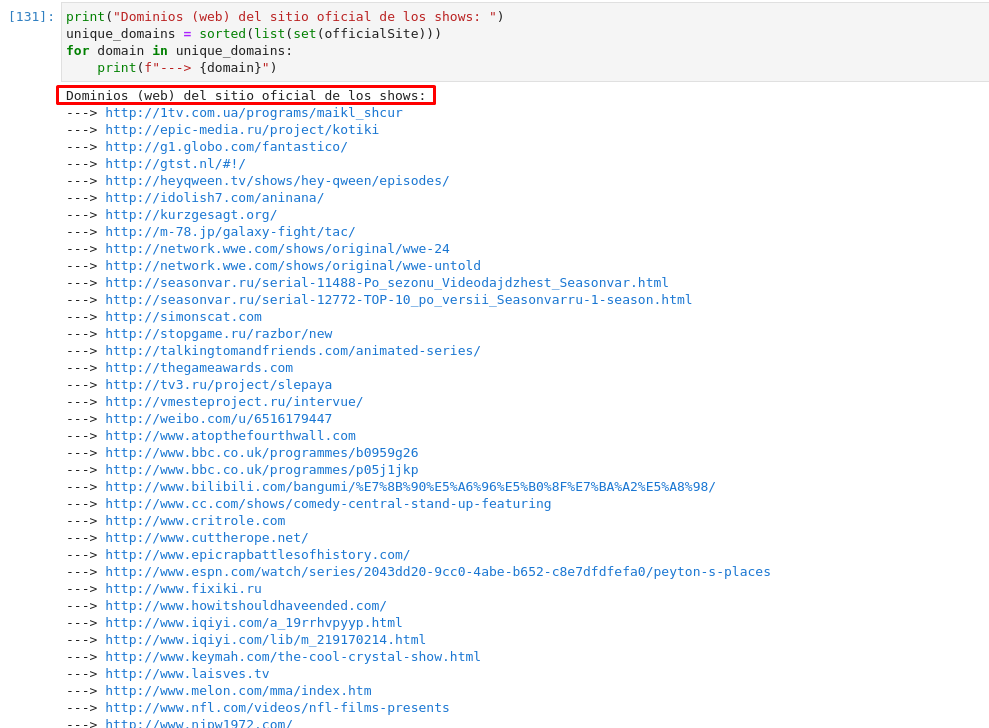 [131]: print("Dominios (web) del sitio oficial de los shows: ")
unique_domains = sorted(list(set(officialSite)))
for domain in unique_domains:
    print(f"---> {domain}")
Dominios (web) del sitio oficial de los shows:
---> http://1tv.com.ua/programs/maikl_shcur
---> http://epic-media.ru/project/kotiki
---> http://g1.globo.com/fantastico/
---> http://gtst.nl/#!/
---> http://heyqween.tv/shows/hey-qween/episodes/
---> http://idolish7.com/aninana/
---> http://kurzgesagt.org/
---> http://m-78.jp/galaxy-fight/tac/
---> http://network.wwe.com/shows/original/wwe-24
---> http://network.wwe.com/shows/original/wwe-untold
---> http://seasonvar.ru/serial-11488-Po_sezonu_Videodajdzhest_Seasonvar.html
---> http://seasonvar.ru/serial-12772-TOP-10_po_versii_Seasonvarru-1-season.html
---> http://simonscat.com
---> http://stopgame.ru/razbor/new
---> http://talkingtomandfriends.com/animated-series/
---> http://thegameawards.com
---> http://tv3.ru/project/slepaya
---> http://vmesteproject.ru/intervue/
---> http://weibo.com/u/6516179447
---> http://www.atopthefourthwall.com
---> http://www.bbc.co.uk/programmes/b0959g26
---> http://www.bbc.co.uk/programmes/p05j1jkp
---> http://www.bilibili.com/bangumi/%E7%8B%90%E5%A6%96%E5%B0%8F%E7%BA%A2%E5%A8%98/
---> http://www.cc.com/shows/comedy-central-stand-up-featuring
---> http://www.critrole.com
---> http://www.cuttherope.net/
---> http://www.epicrapbattlesofhistory.com/
---> http://www.espn.com/watch/series/2043dd20-9cc0-4abe-b652-c8e7dfdfefa0/peyton-s-places
---> http://www.fixiki.ru
---> http://www.howitshouldhaveended.com/
---> http://www.iqiyi.com/a_19rrhvpyyp.html
---> http://www.iqiyi.com/lib/m_219170214.html
---> http://www.keymah.com/the-cool-crystal-show.html
---> http://www.laisves.tv
---> http://www.melon.com/mma/index.htm
---> http://www.nfl.com/videos/nfl-films-presents
---> http://www.njpw1972.com/